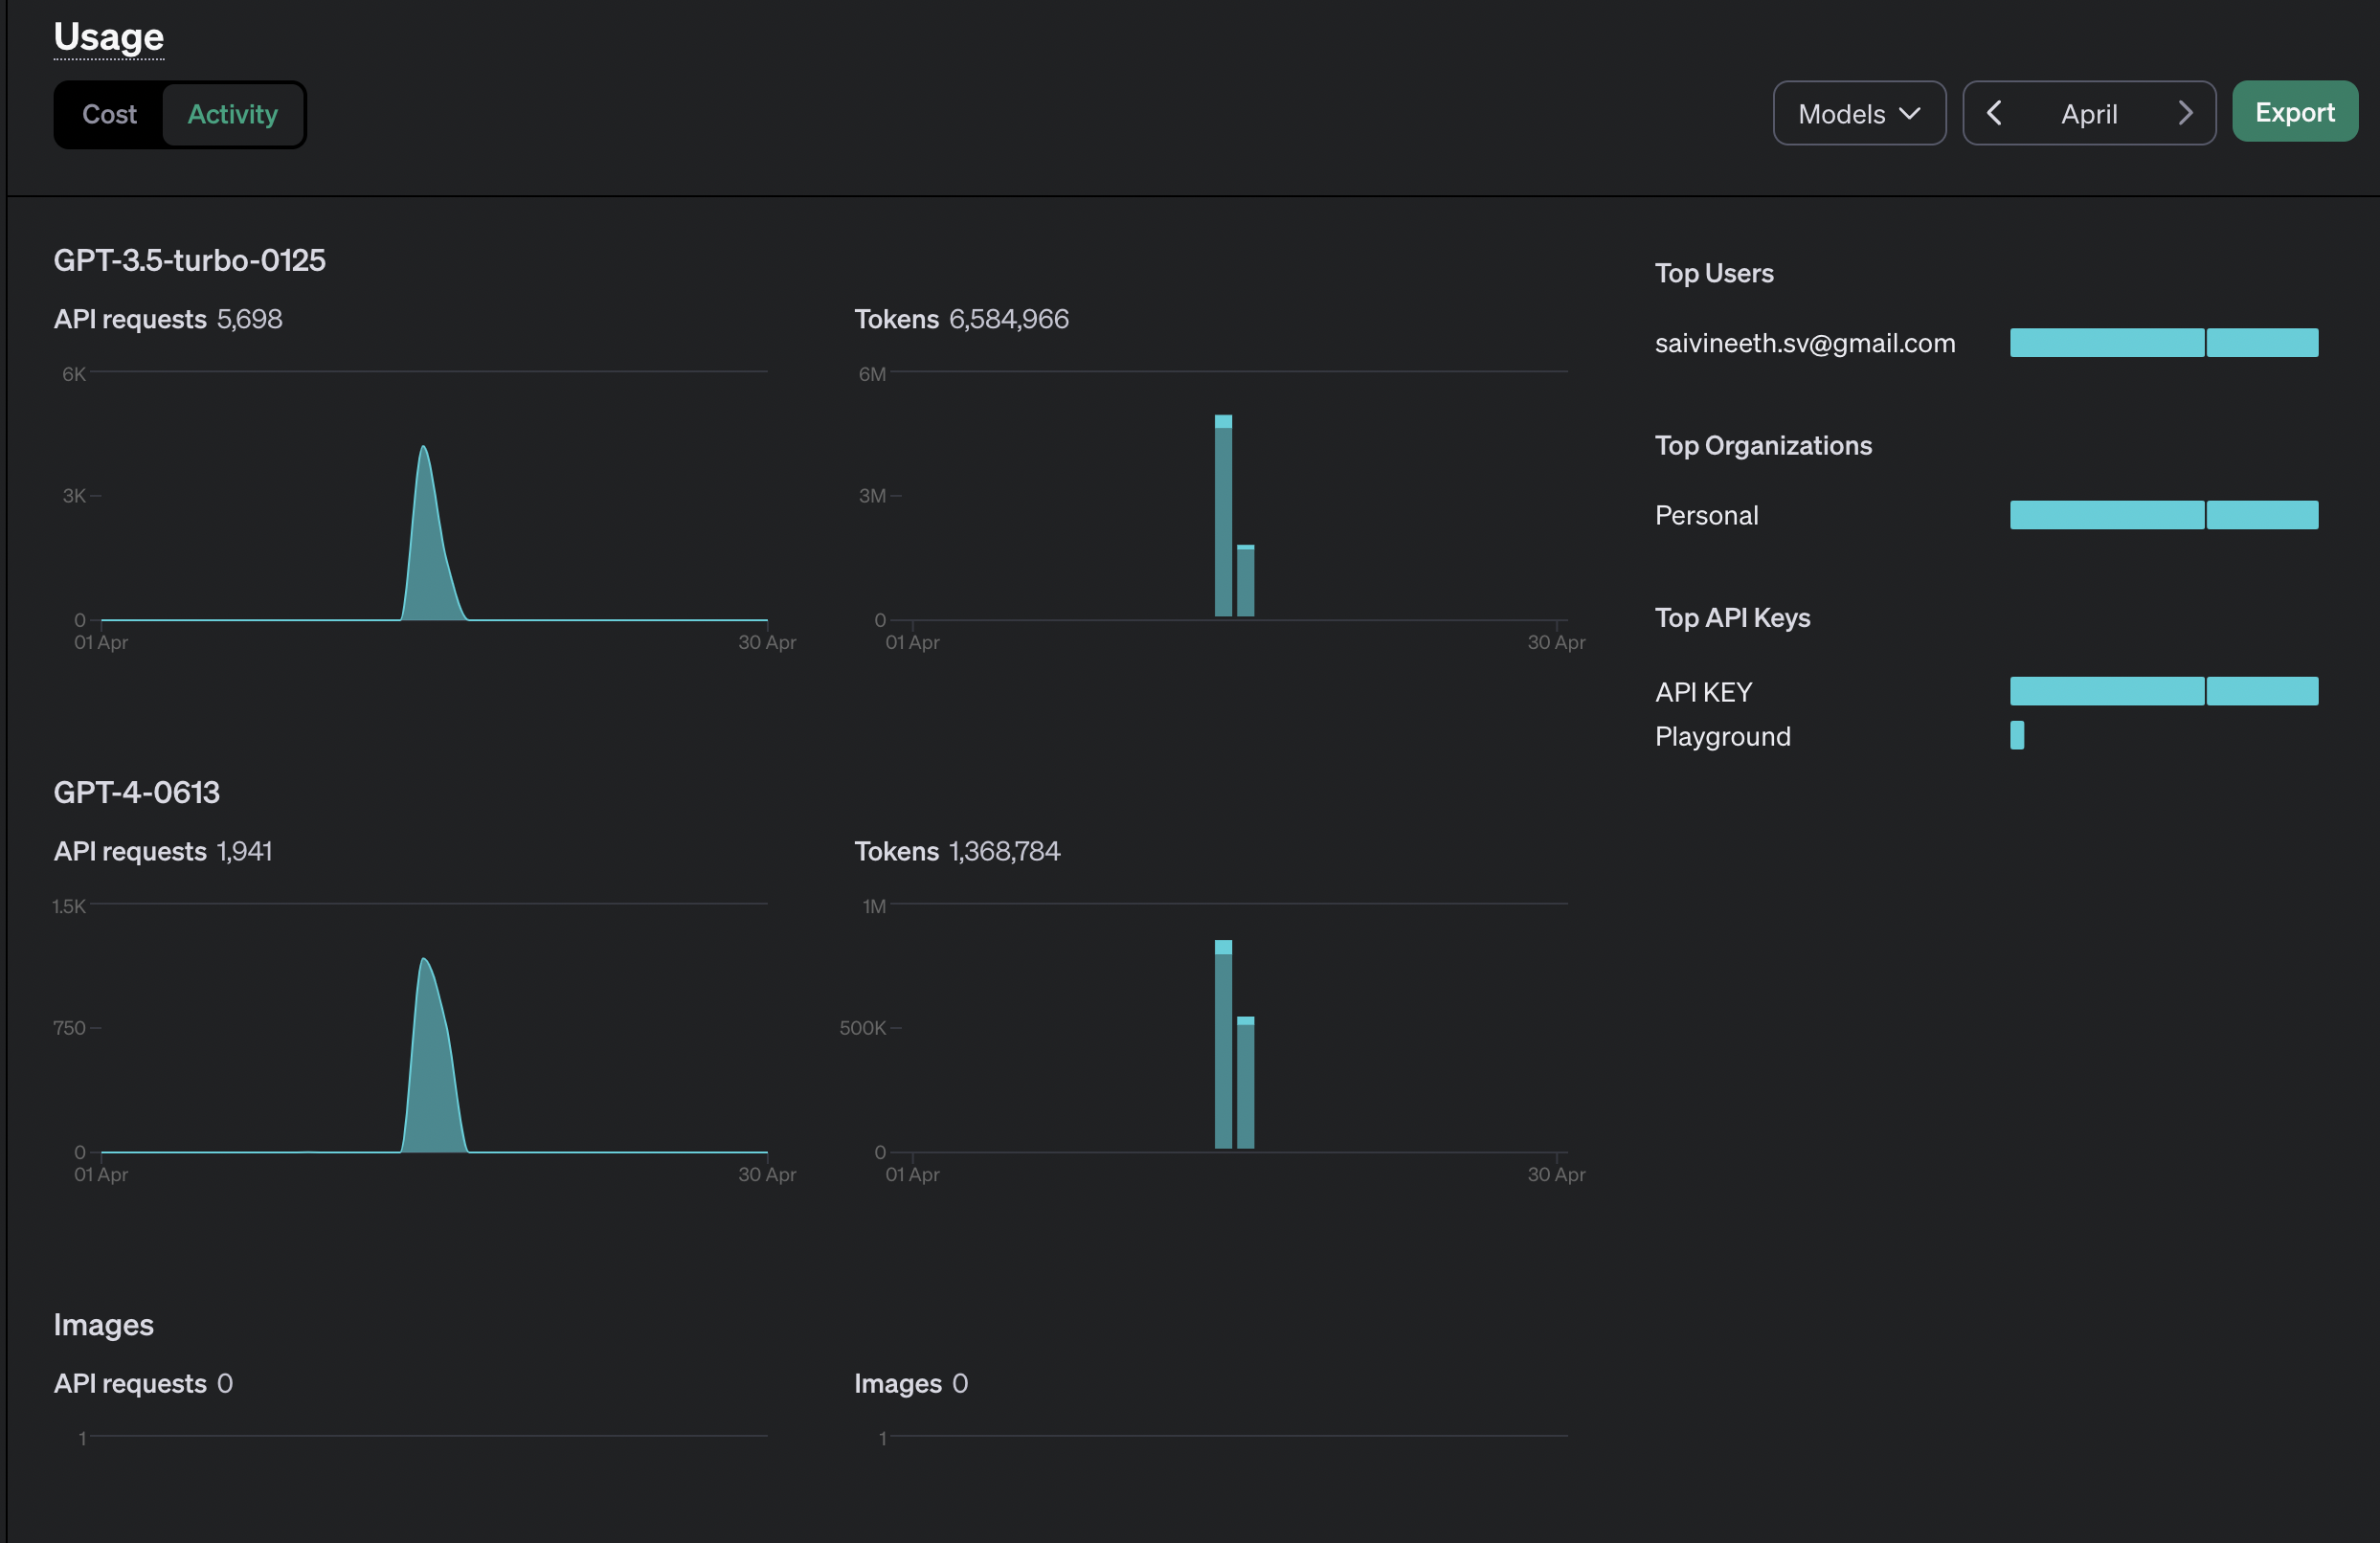 Usage
Cost Activity
Models April Export
GPT-3.5-turbo-0125
API requests 5,698
6K
3K
0
01 Apr 30 Apr
Tokens 6,584,966
6M
3M
0
01 Apr 30 Apr
GPT-4-0613
API requests 1,941
1.5K
750
0
01 Apr 30 Apr
Tokens 1,368,784
1M
500K
0
01 Apr 30 Apr
Images
API requests 0
1
Images 0
1
Top Users
saivineeth.sv@gmail.com
Top Organizations
Personal
Top API Keys
API KEY
Playground